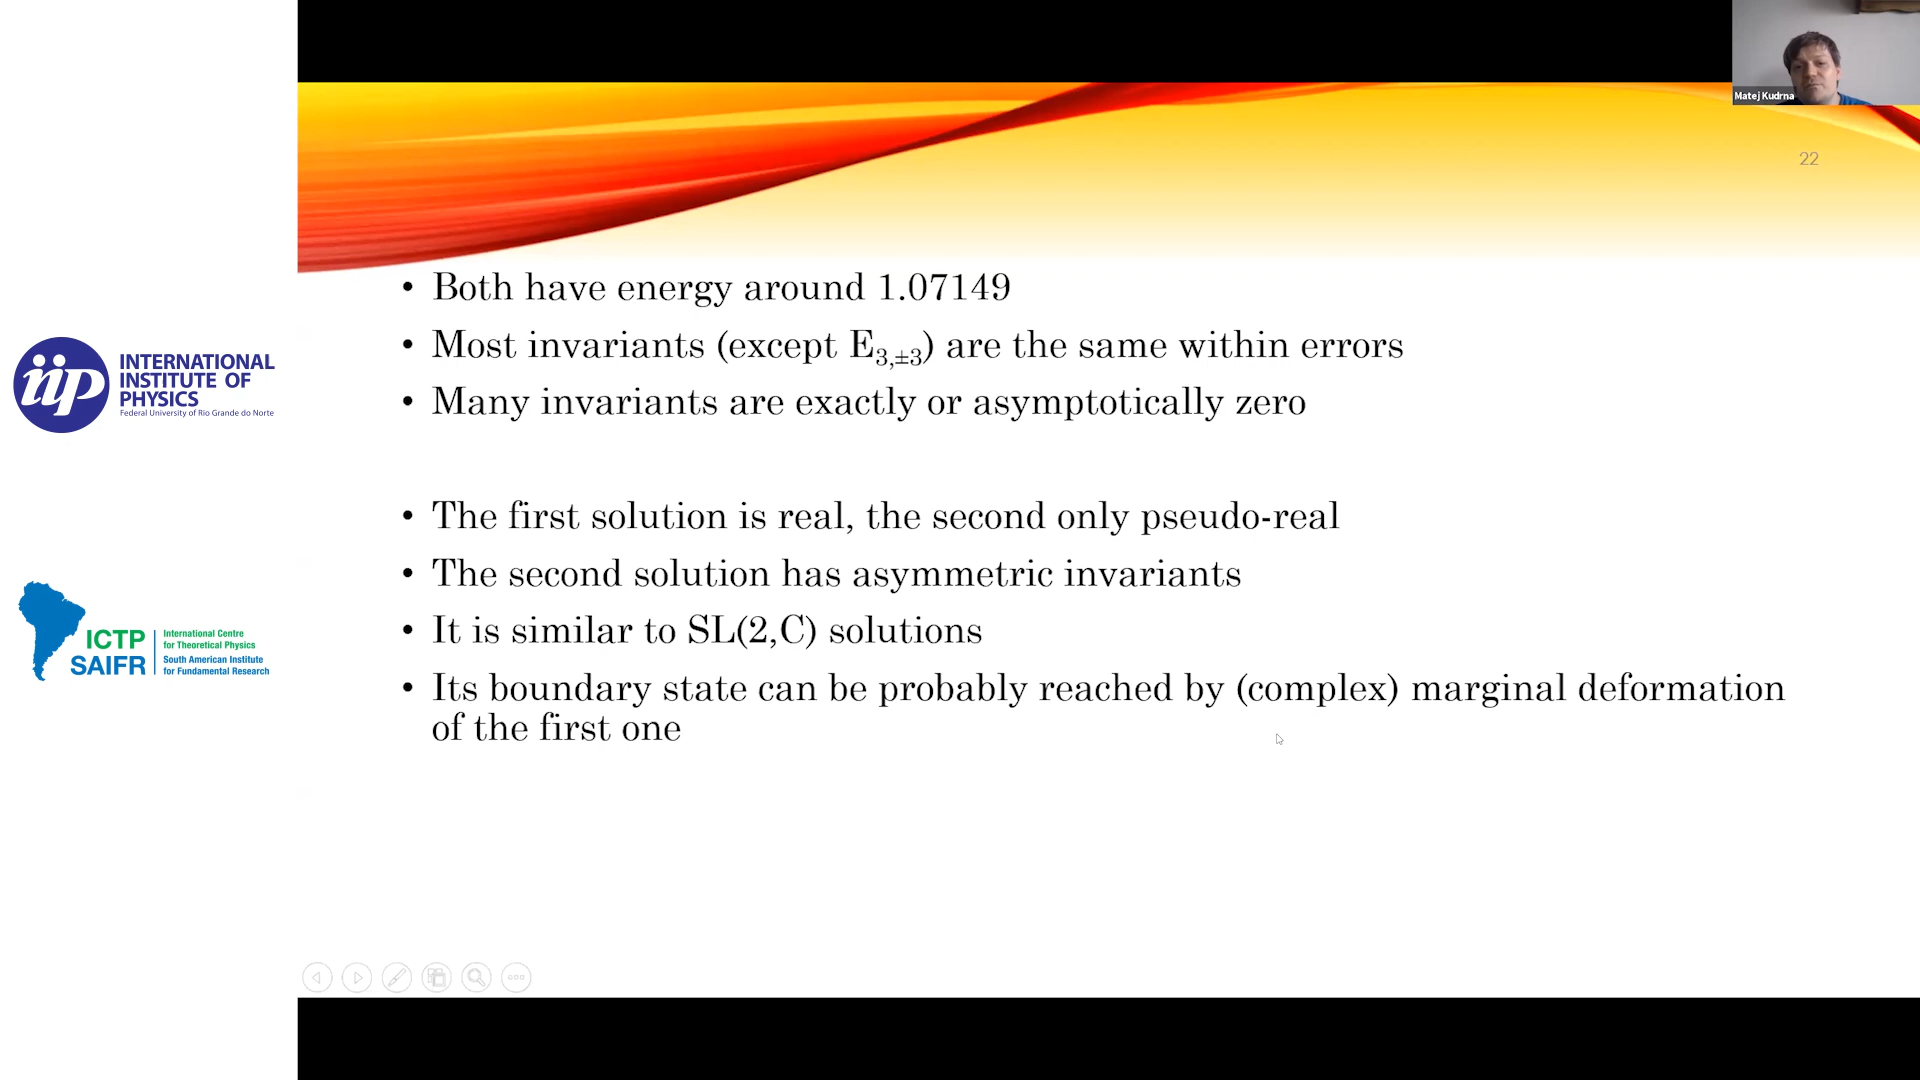 Matej Kudrna
22
• Both have energy around 1.07149
• Most invariants (except E3,±3) are the same within errors
• Many invariants are exactly or asymptotically zero
• The first solution is real, the second only pseudo-real
• The second solution has asymmetric invariants
• It is similar to SL(2,C) solutions
• Its boundary state can be probably reached by (complex) marginal deformation
of the first one
iip
INTERNATIONAL
INSTITUTE OF
PHYSICS
Federal University of Rio Grande do Norte
ICTP
SAIFR
International Centre
for Theoretical Physics
South American Institute
for Fundamental Research